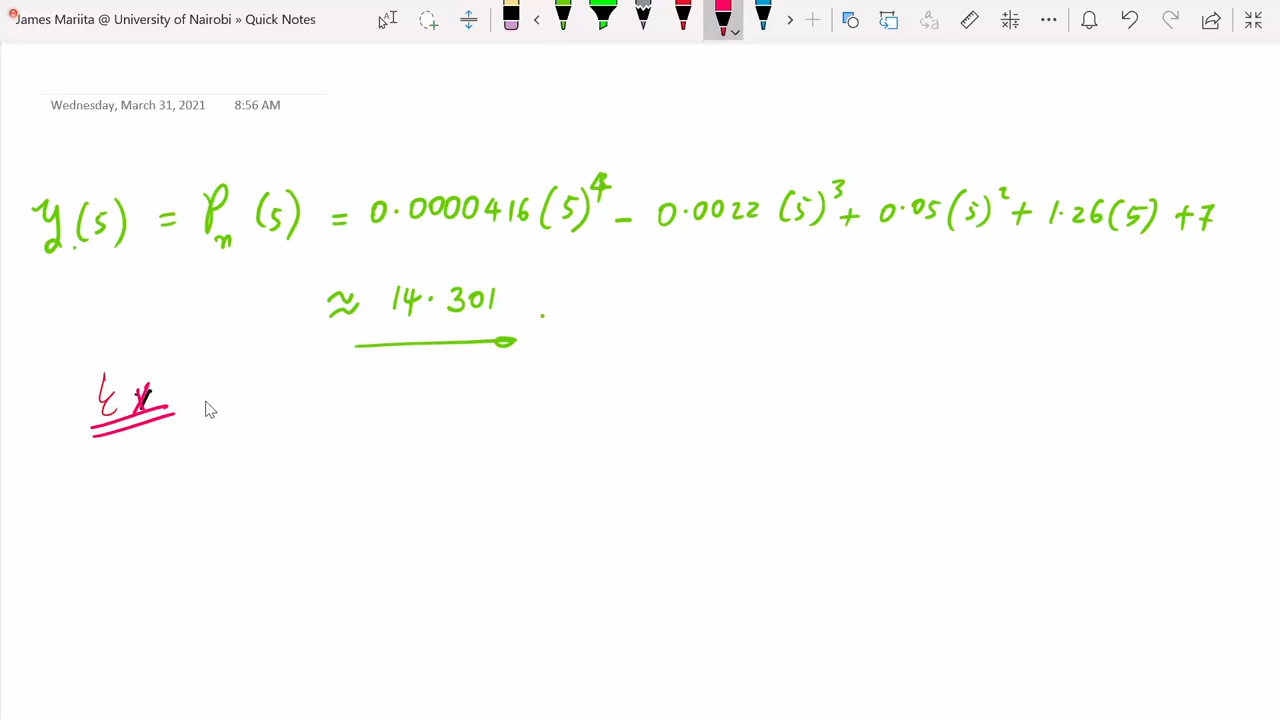 James Mariita @ University of Nairobi » Quick Notes
Wednesday, March 31, 2021 8:56 AM
y(5) = Pₙ(5) = 0.0000416(5)⁴ - 0.0022(5)³ + 0.05(5)² + 1.26(5) + 7
≈ 14.301.
Ex